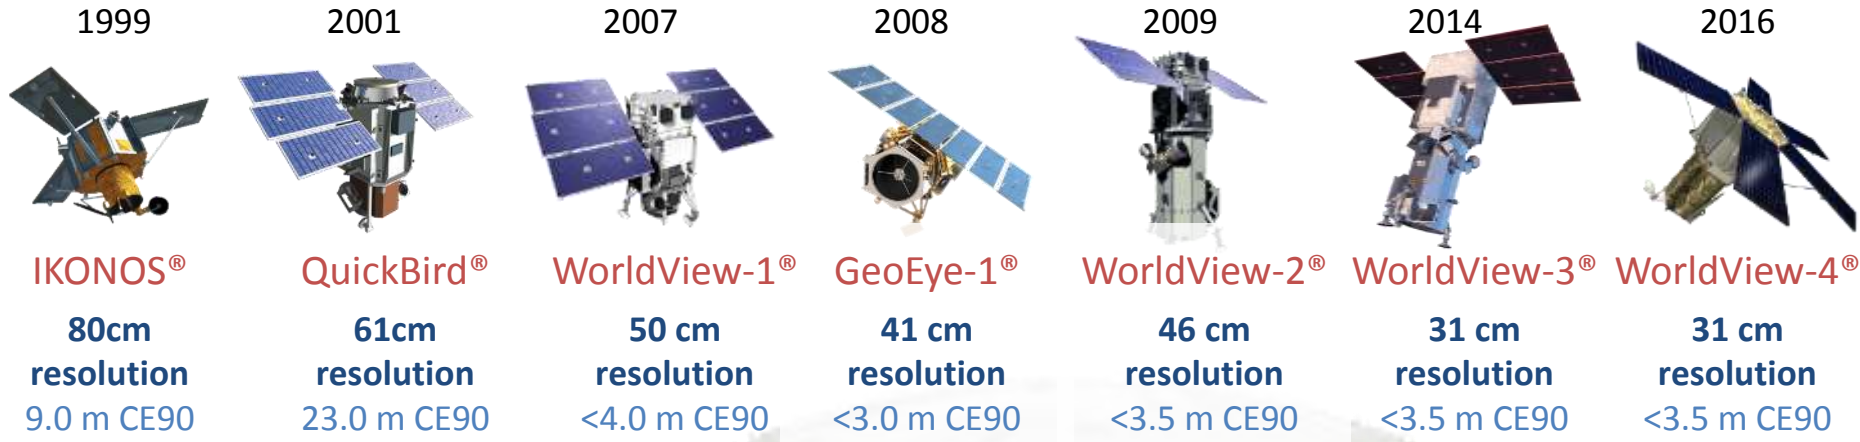 1999
2001
2007
2008
2009
2014
2016
IKONOS®
QuickBird®
WorldView-1®
GeoEye-1®
WorldView-2®
WorldView-3®
WorldView-4®
80cm
resolution
9.0 m CE90
61cm
resolution
23.0 m CE90
50 cm
resolution
<4.0 m CE90
41 cm
resolution
<3.0 m CE90
46 cm
resolution
<3.5 m CE90
31 cm
resolution
<3.5 m CE90
31 cm
resolution
<3.5 m CE90